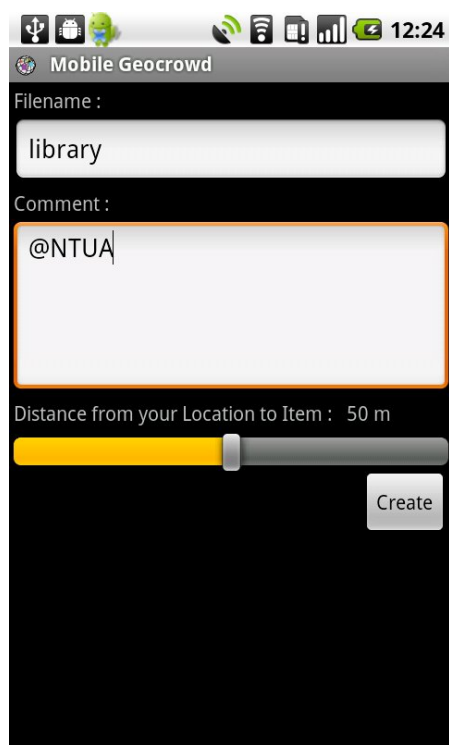 12:24
Mobile Geocrowd
Filename :
library
Comment :
@NTUA
Distance from your Location to Item : 50 m
Create